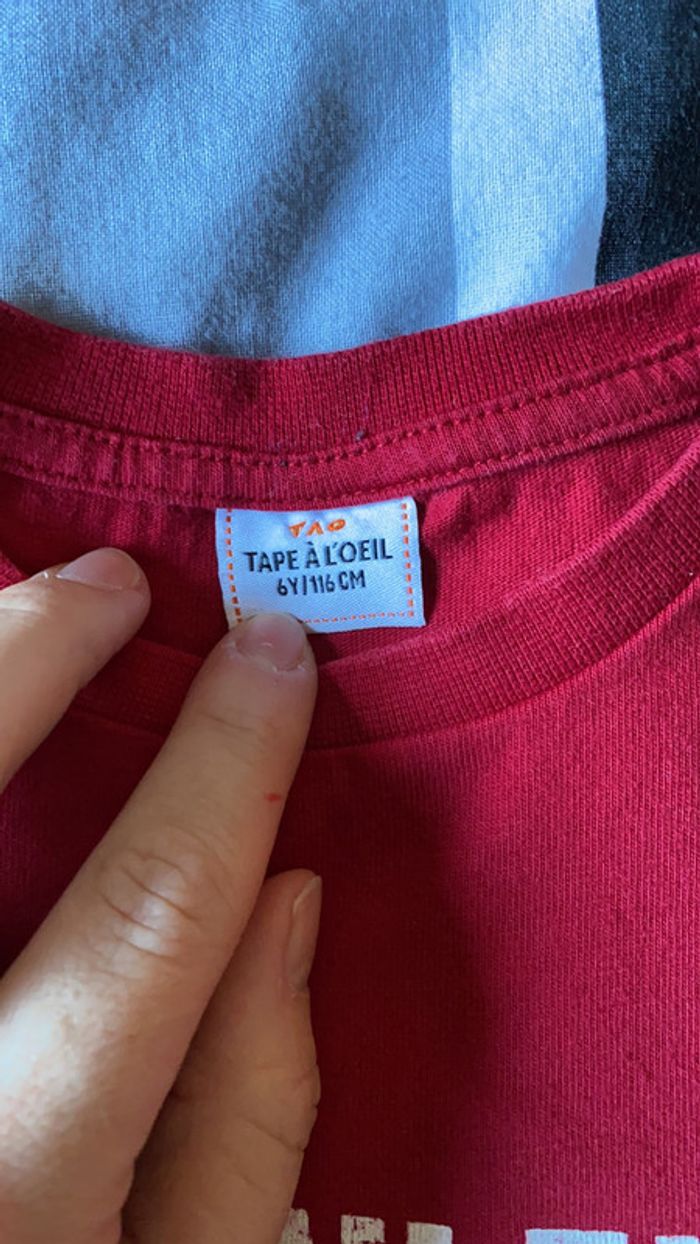 TAO
TAPE À L'OEIL
6Y/116 CM